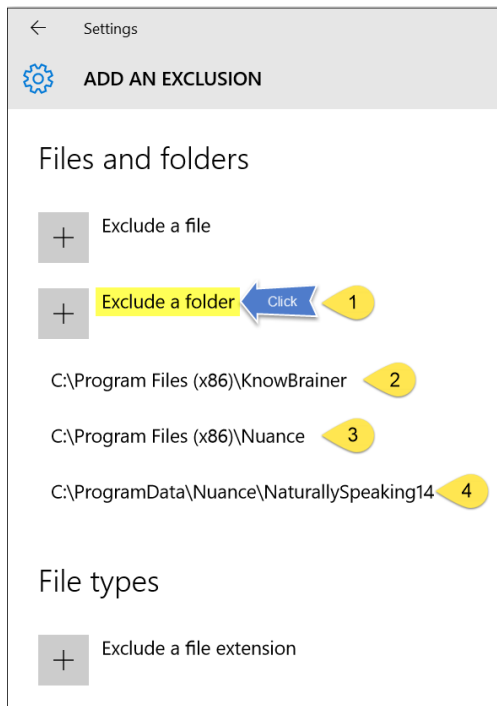 Settings
ADD AN EXCLUSION
Files and folders
Exclude a file
Exclude a folder Click 1
C:\Program Files (x86)\KnowBrainer 2
C:\Program Files (x86)\Nuance 3
C:\ProgramData\Nuance\NaturallySpeaking14 4
File types
Exclude a file extension